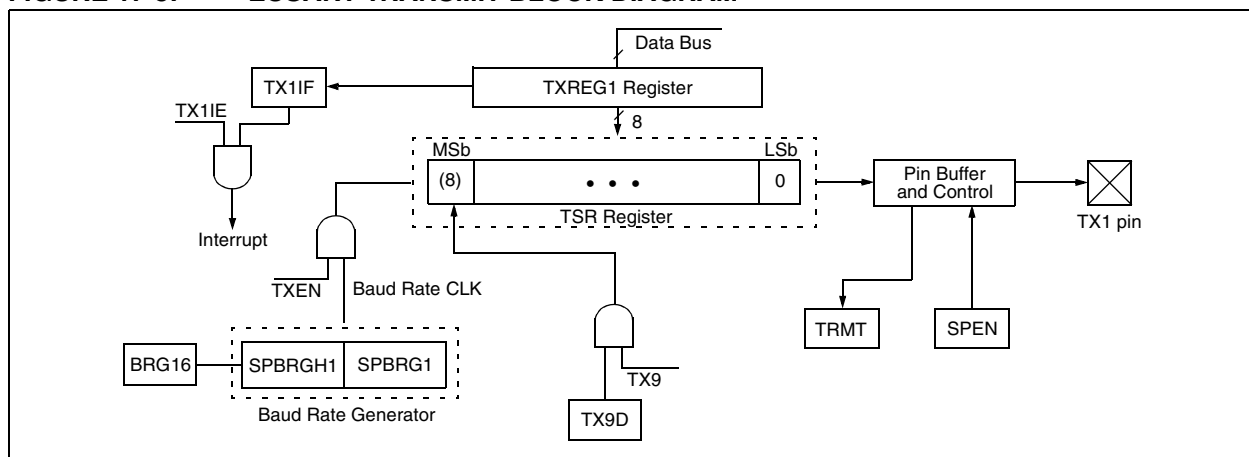 Data Bus
TX1IF
TXREG1 Register
TX1IE
8
MSb
LSb
(8)
• • •
0
Pin Buffer
and Control
TSR Register
TX1 pin
Interrupt
TXEN
Baud Rate CLK
TRMT
SPEN
BRG16
SPBRGH1
SPBRG1
TX9
Baud Rate Generator
TX9D